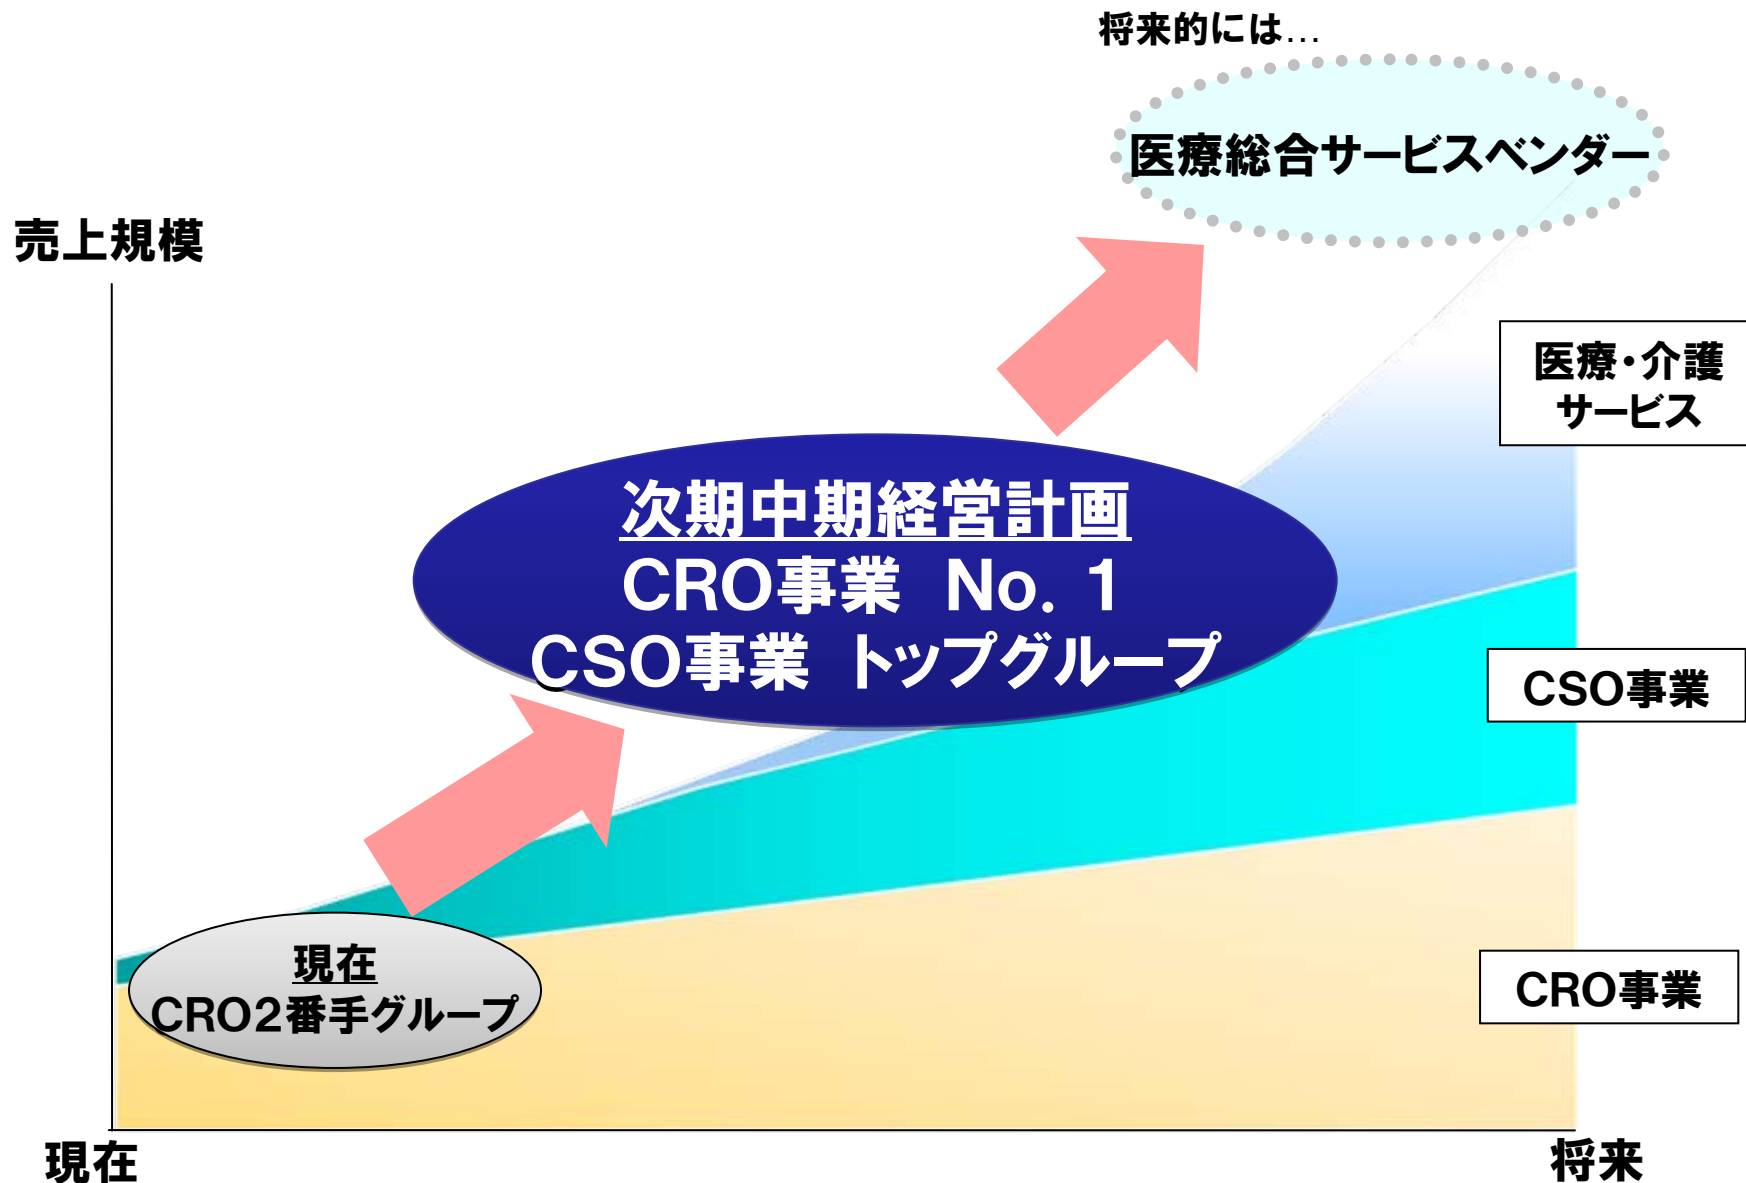 将来的には…
医療総合サービスベンダー
売上規模
医療・介護
サービス
次期中期経営計画
CRO事業　No．1
CSO事業　トップグループ
CSO事業
現在
CRO2番手グループ
CRO事業
現在
将来